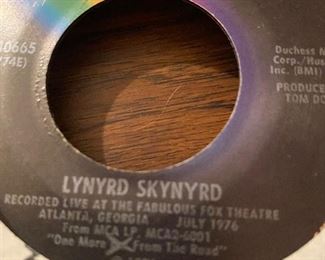 40665
74E)
Duchess M
Corp./Hus
Inc. (BMI)
PRODUCE
TOM DO
LYNYRD SKYNYRD
RECORDED LIVE AT THE FABULOUS FOX THEATRE
ATLANTA, GEORGIA JULY 1976
From MCA LP. MCA2-6001
"One More From The Road"